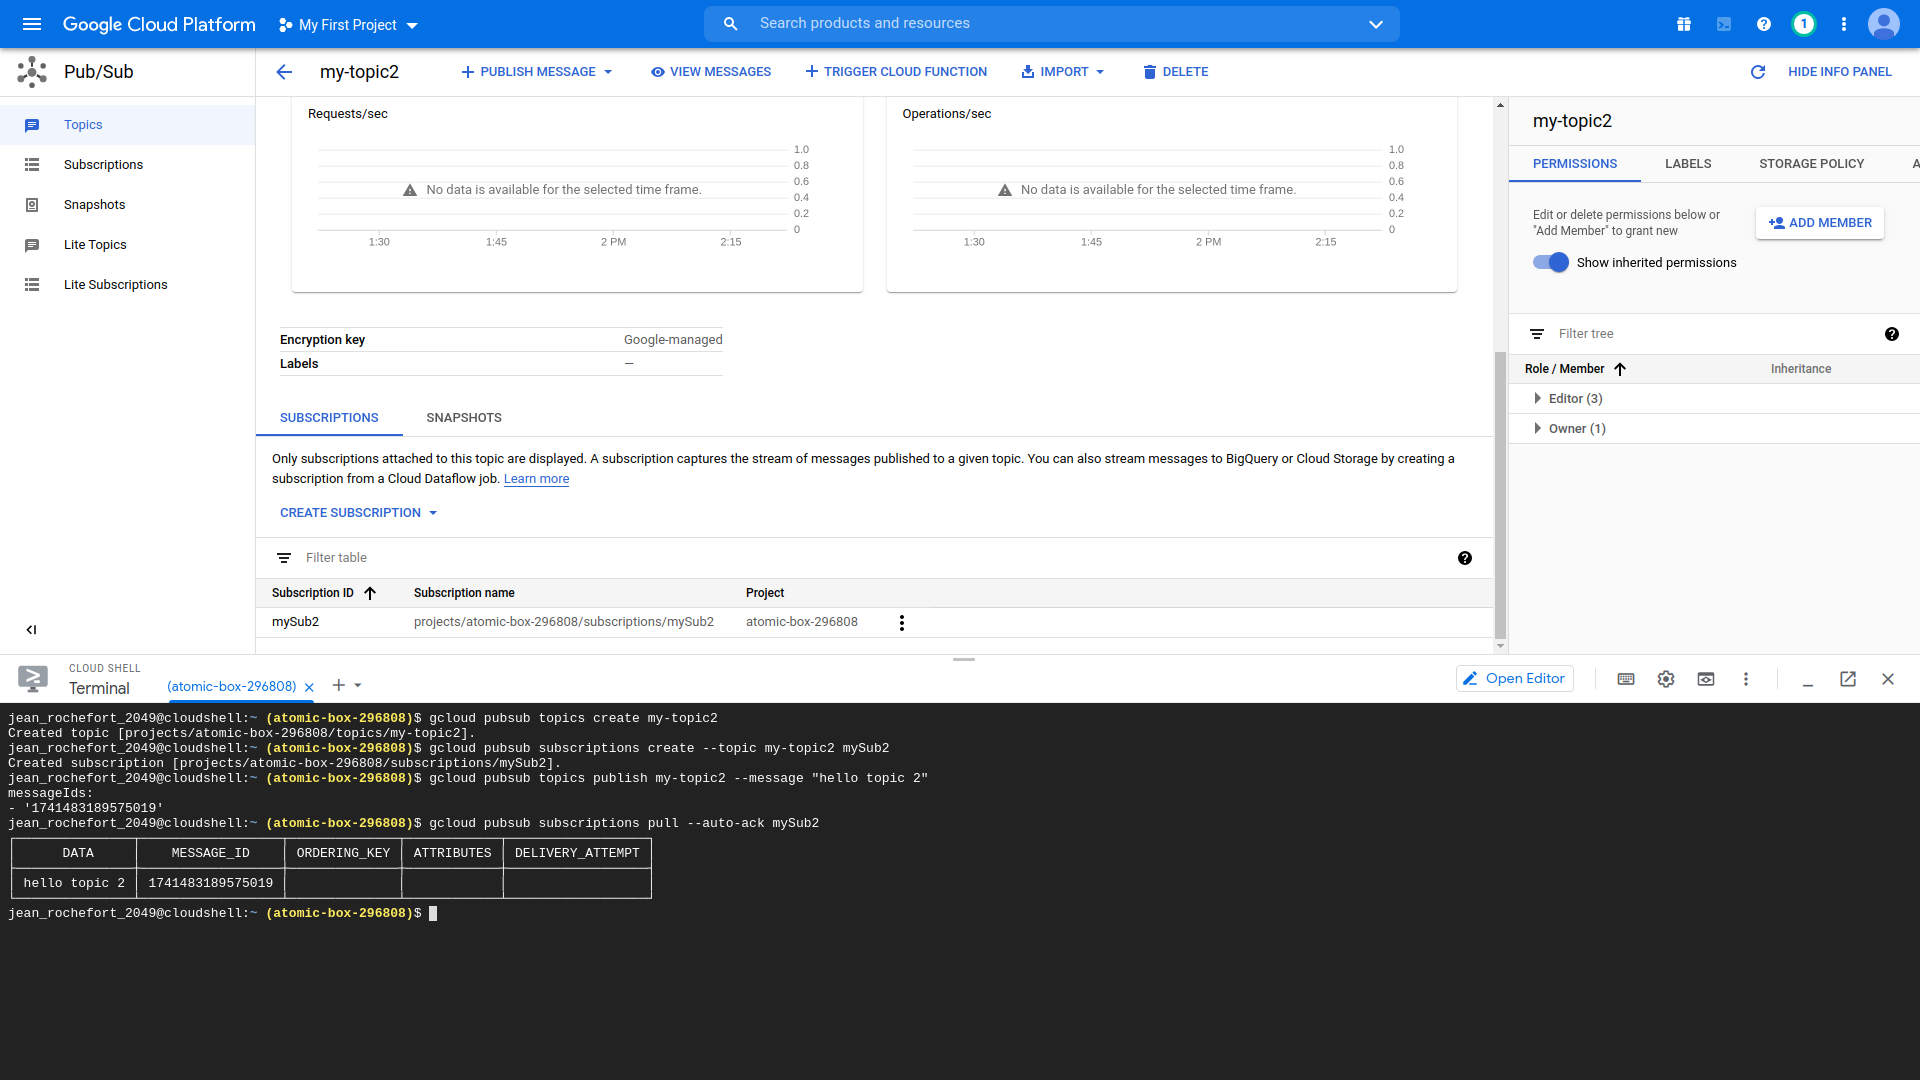 Google Cloud Platform
My First Project
Search products and resources
1
Pub/Sub
my-topic2
PUBLISH MESSAGE
VIEW MESSAGES
TRIGGER CLOUD FUNCTION
IMPORT
DELETE
HIDE INFO PANEL
Topics
Subscriptions
Snapshots
Lite Topics
Lite Subscriptions
Requests/sec
1.0
0.8
0.6
0.4
0.2
0
No data is available for the selected time frame.
1:30
1:45
2 PM
2:15
Operations/sec
1.0
0.8
0.6
0.4
0.2
0
No data is available for the selected time frame.
1:30
1:45
2 PM
2:15
Encryption key Google-managed
Labels —
SUBSCRIPTIONS
SNAPSHOTS
Only subscriptions attached to this topic are displayed. A subscription captures the stream of messages published to a given topic. You can also stream messages to BigQuery or Cloud Storage by creating a
subscription from a Cloud Dataflow job. Learn more
CREATE SUBSCRIPTION
Filter table
Subscription ID Subscription name Project
mySub2 projects/atomic-box-296808/subscriptions/mySub2 atomic-box-296808
my-topic2
PERMISSIONS LABELS STORAGE POLICY A
Edit or delete permissions below or
"Add Member" to grant new
ADD MEMBER
Show inherited permissions
Filter tree
Role / Member Inheritance
Editor (3)
Owner (1)
CLOUD SHELL
Terminal
(atomic-box-296808)
Open Editor
jean_rochefort_2049@cloudshell:~ (atomic-box-296808)$ gcloud pubsub topics create my-topic2
Created topic [projects/atomic-box-296808/topics/my-topic2].
jean_rochefort_2049@cloudshell:~ (atomic-box-296808)$ gcloud pubsub subscriptions create --topic my-topic2 mySub2
Created subscription [projects/atomic-box-296808/subscriptions/mySub2].
jean_rochefort_2049@cloudshell:~ (atomic-box-296808)$ gcloud pubsub topics publish my-topic2 --message "hello topic 2"
messageIds:
- '1741483189575019'
jean_rochefort_2049@cloudshell:~ (atomic-box-296808)$ gcloud pubsub subscriptions pull --auto-ack mySub2
DATA MESSAGE_ID ORDERING_KEY ATTRIBUTES DELIVERY_ATTEMPT
hello topic 2 1741483189575019
jean_rochefort_2049@cloudshell:~ (atomic-box-296808)$